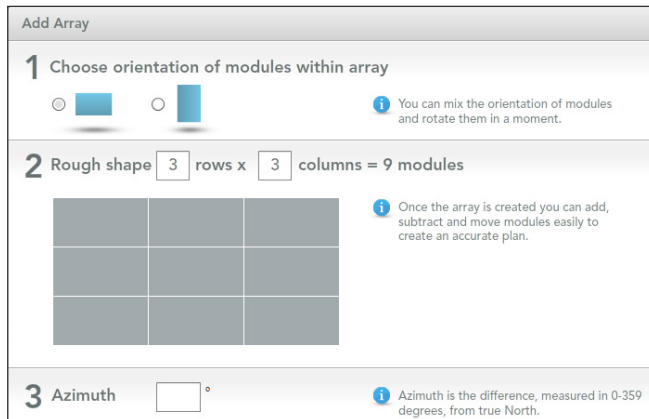 Add Array
1 Choose orientation of modules within array
You can mix the orientation of modules
and rotate them in a moment.
2 Rough shape 3 rows x 3 columns = 9 modules
Once the array is created you can add,
subtract and move modules easily to
create an accurate plan.
3 Azimuth °
Azimuth is the difference, measured in 0-359
degrees, from true North.